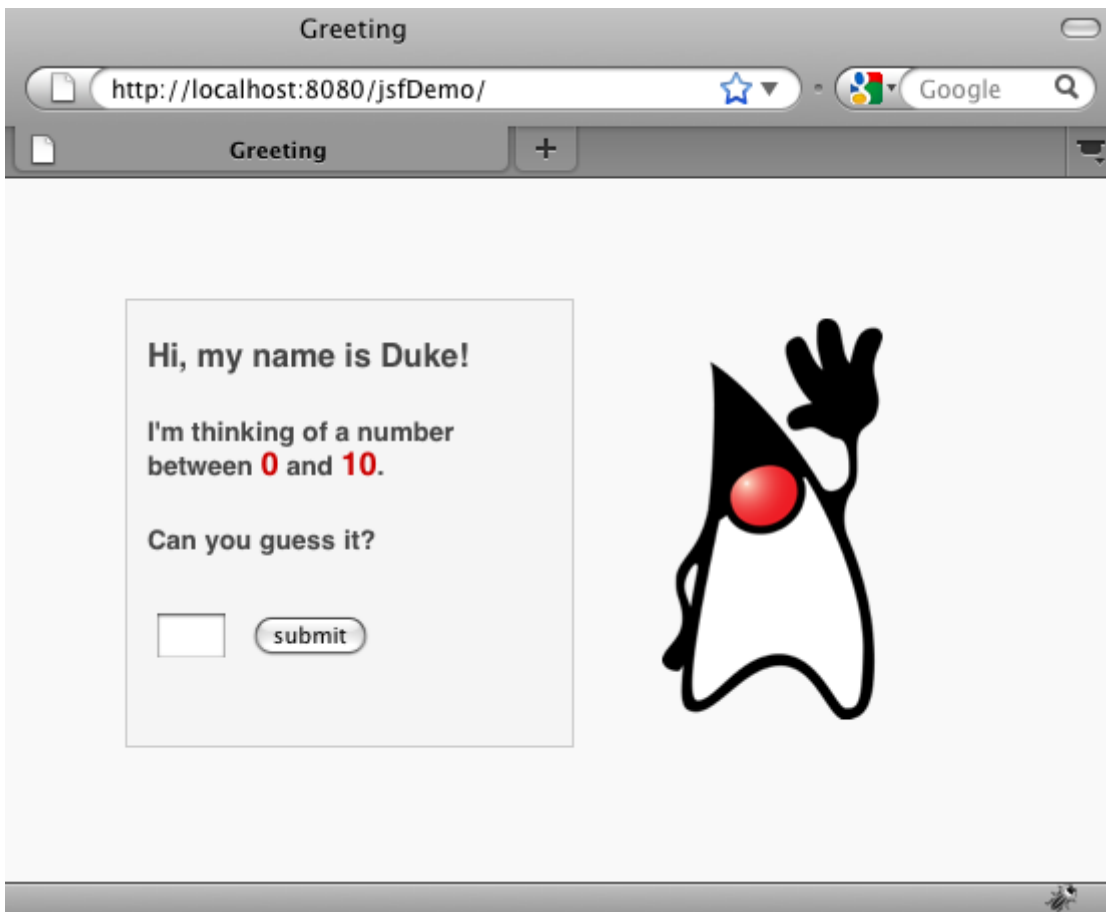 Greeting
http://localhost:8080/jsfDemo/
Google
Greeting
+
Hi, my name is Duke!
I'm thinking of a number
between 0 and 10.
Can you guess it?
submit